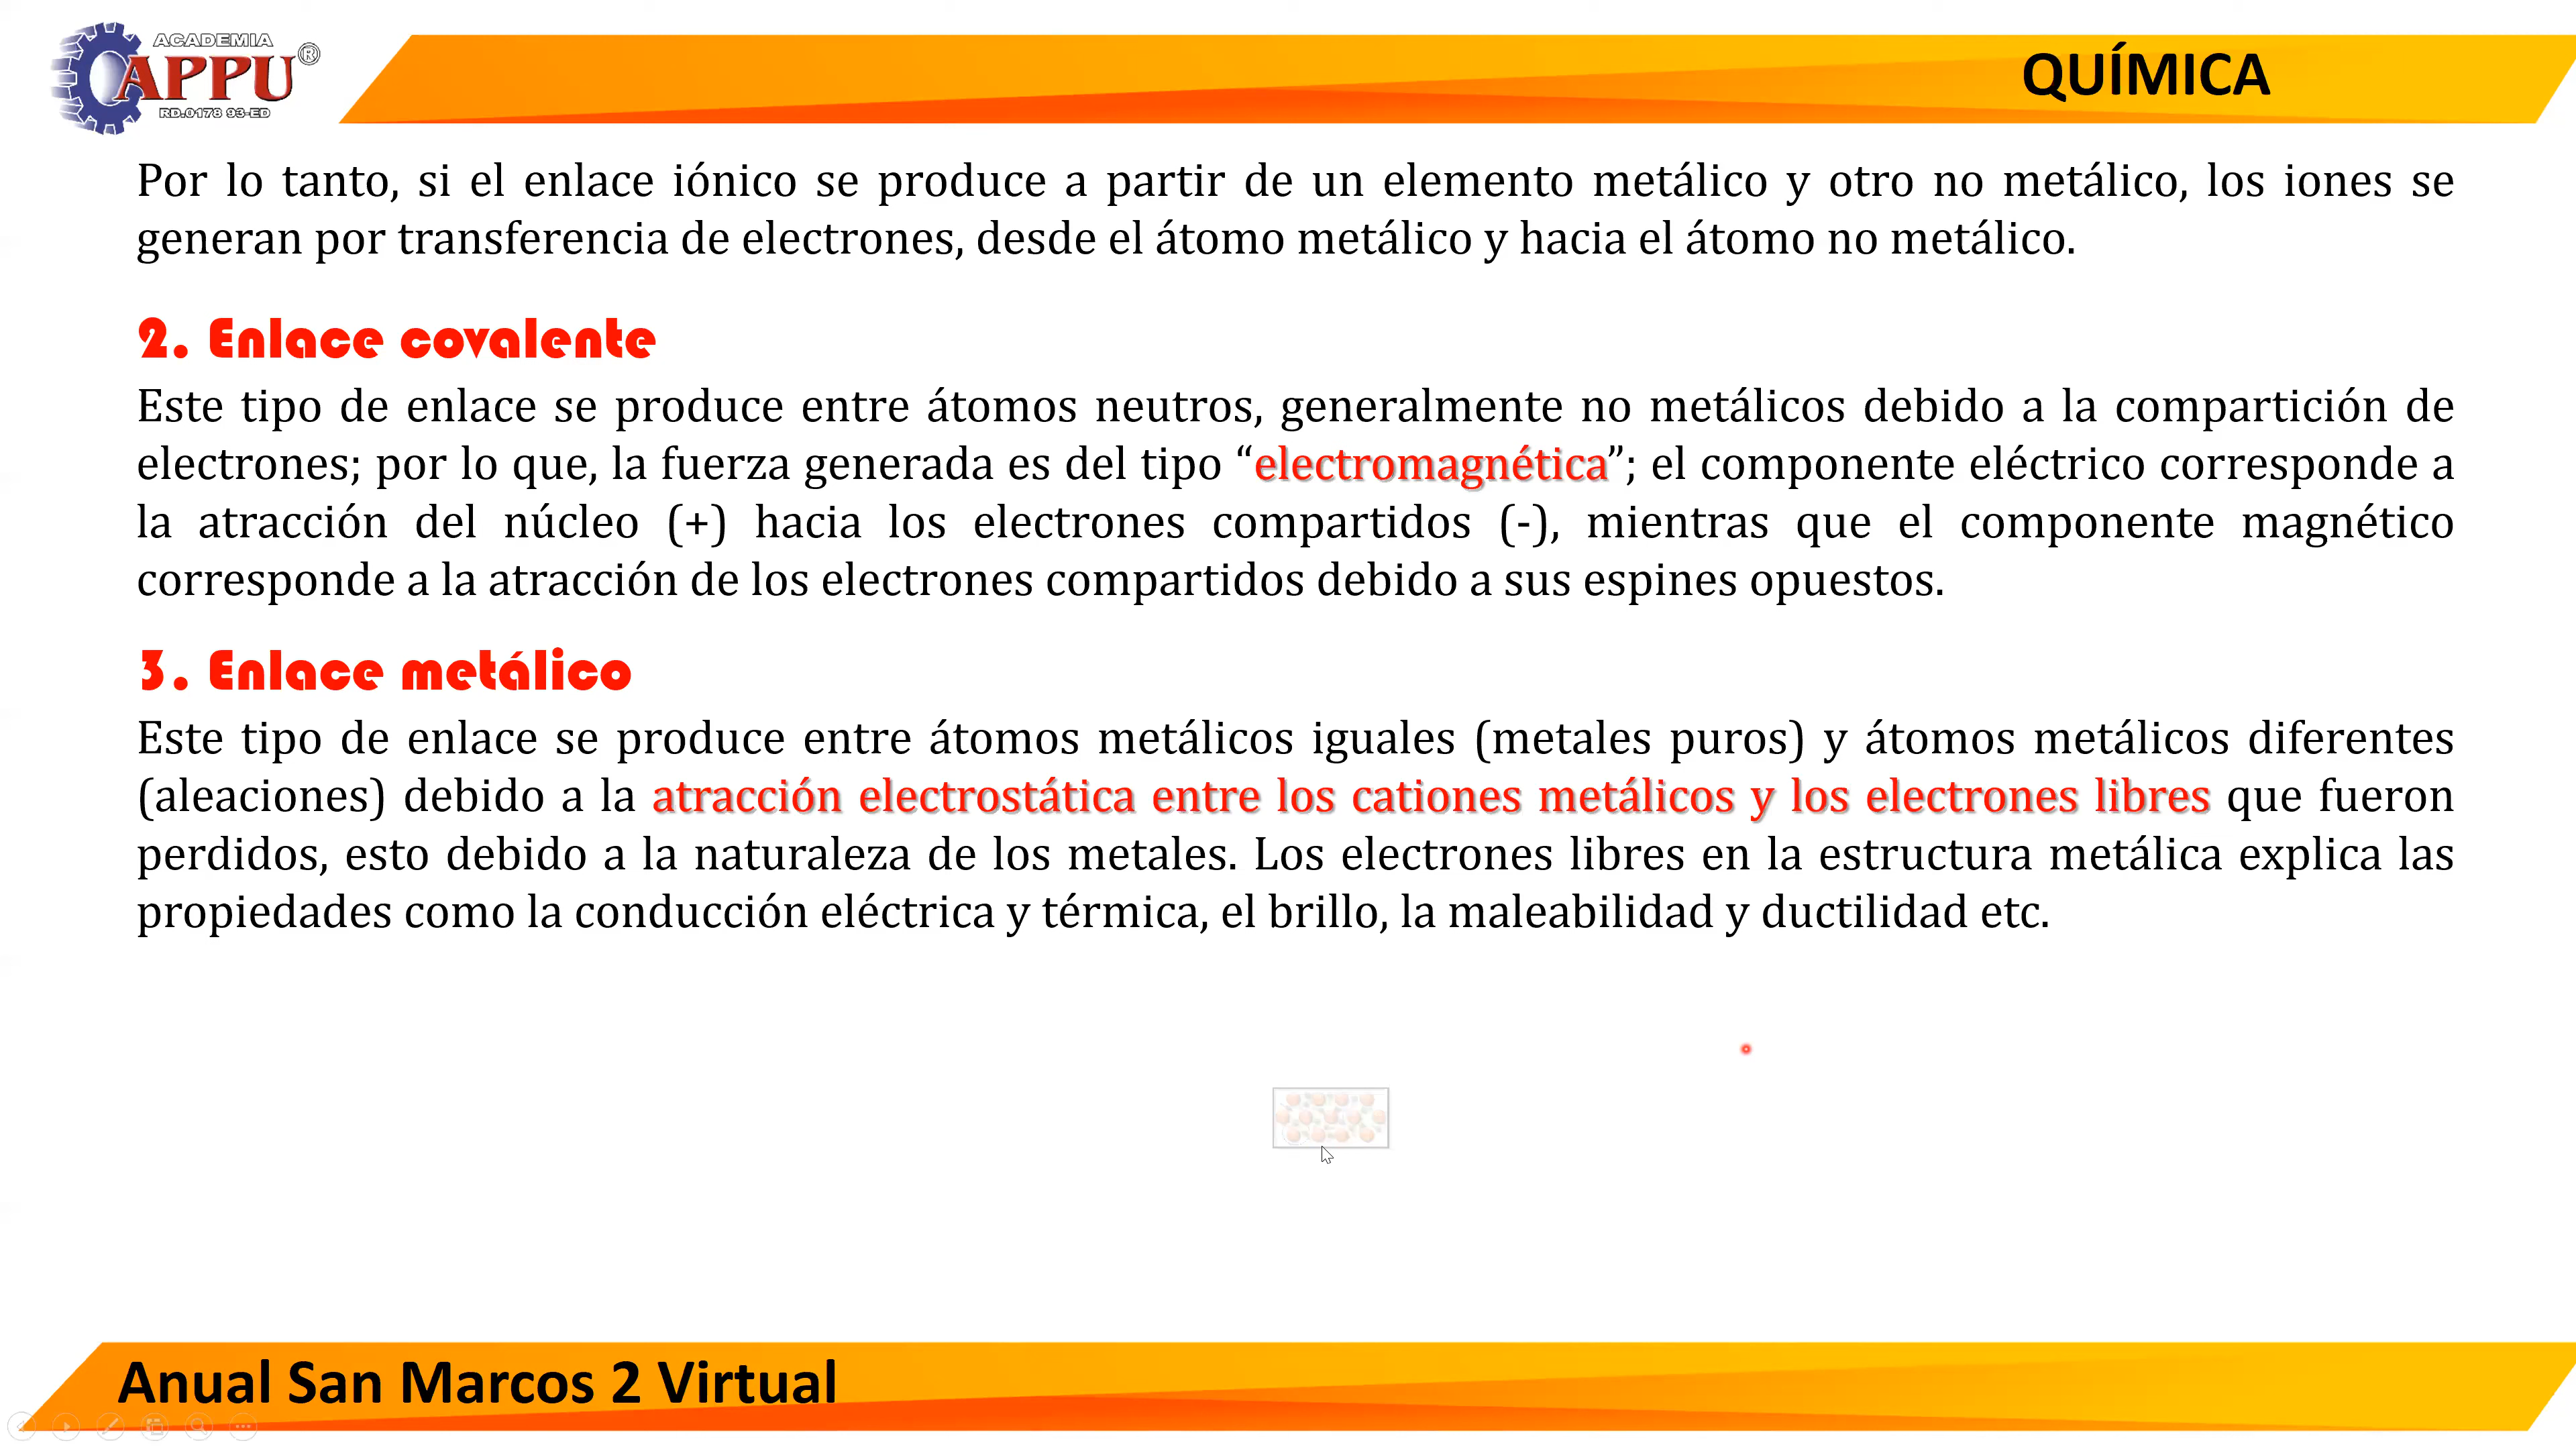 ACADEMIA
APPU®
RD.0178 93-ED
QUÍMICA
Por lo tanto, si el enlace iónico se produce a partir de un elemento metálico y otro no metálico, los iones se
generan por transferencia de electrones, desde el átomo metálico y hacia el átomo no metálico.
2. Enlace covalente
Este tipo de enlace se produce entre átomos neutros, generalmente no metálicos debido a la compartición de
electrones; por lo que, la fuerza generada es del tipo “electromagnética”; el componente eléctrico corresponde a
la atracción del núcleo (+) hacia los electrones compartidos (-), mientras que el componente magnético
corresponde a la atracción de los electrones compartidos debido a sus espines opuestos.
3. Enlace metálico
Este tipo de enlace se produce entre átomos metálicos iguales (metales puros) y átomos metálicos diferentes
(aleaciones) debido a la atracción electrostática entre los cationes metálicos y los electrones libres que fueron
perdidos, esto debido a la naturaleza de los metales. Los electrones libres en la estructura metálica explica las
propiedades como la conducción eléctrica y térmica, el brillo, la maleabilidad y ductilidad etc.
Anual San Marcos 2 Virtual